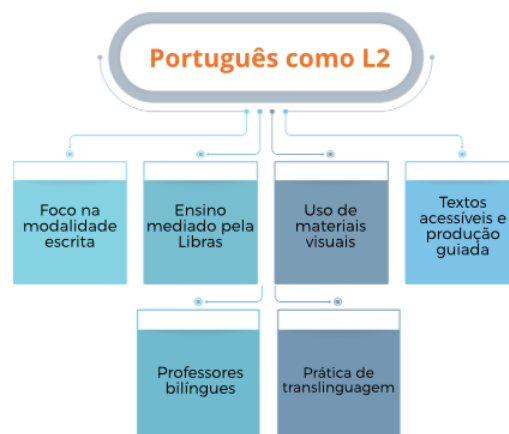 Português como L2
Foco na
modalidade
escrita
Ensino
mediado pela
Libras
Uso de
materiais
visuais
Textos
acessíveis e
produção
guiada
Professores
bilíngues
Prática de
translinguagem